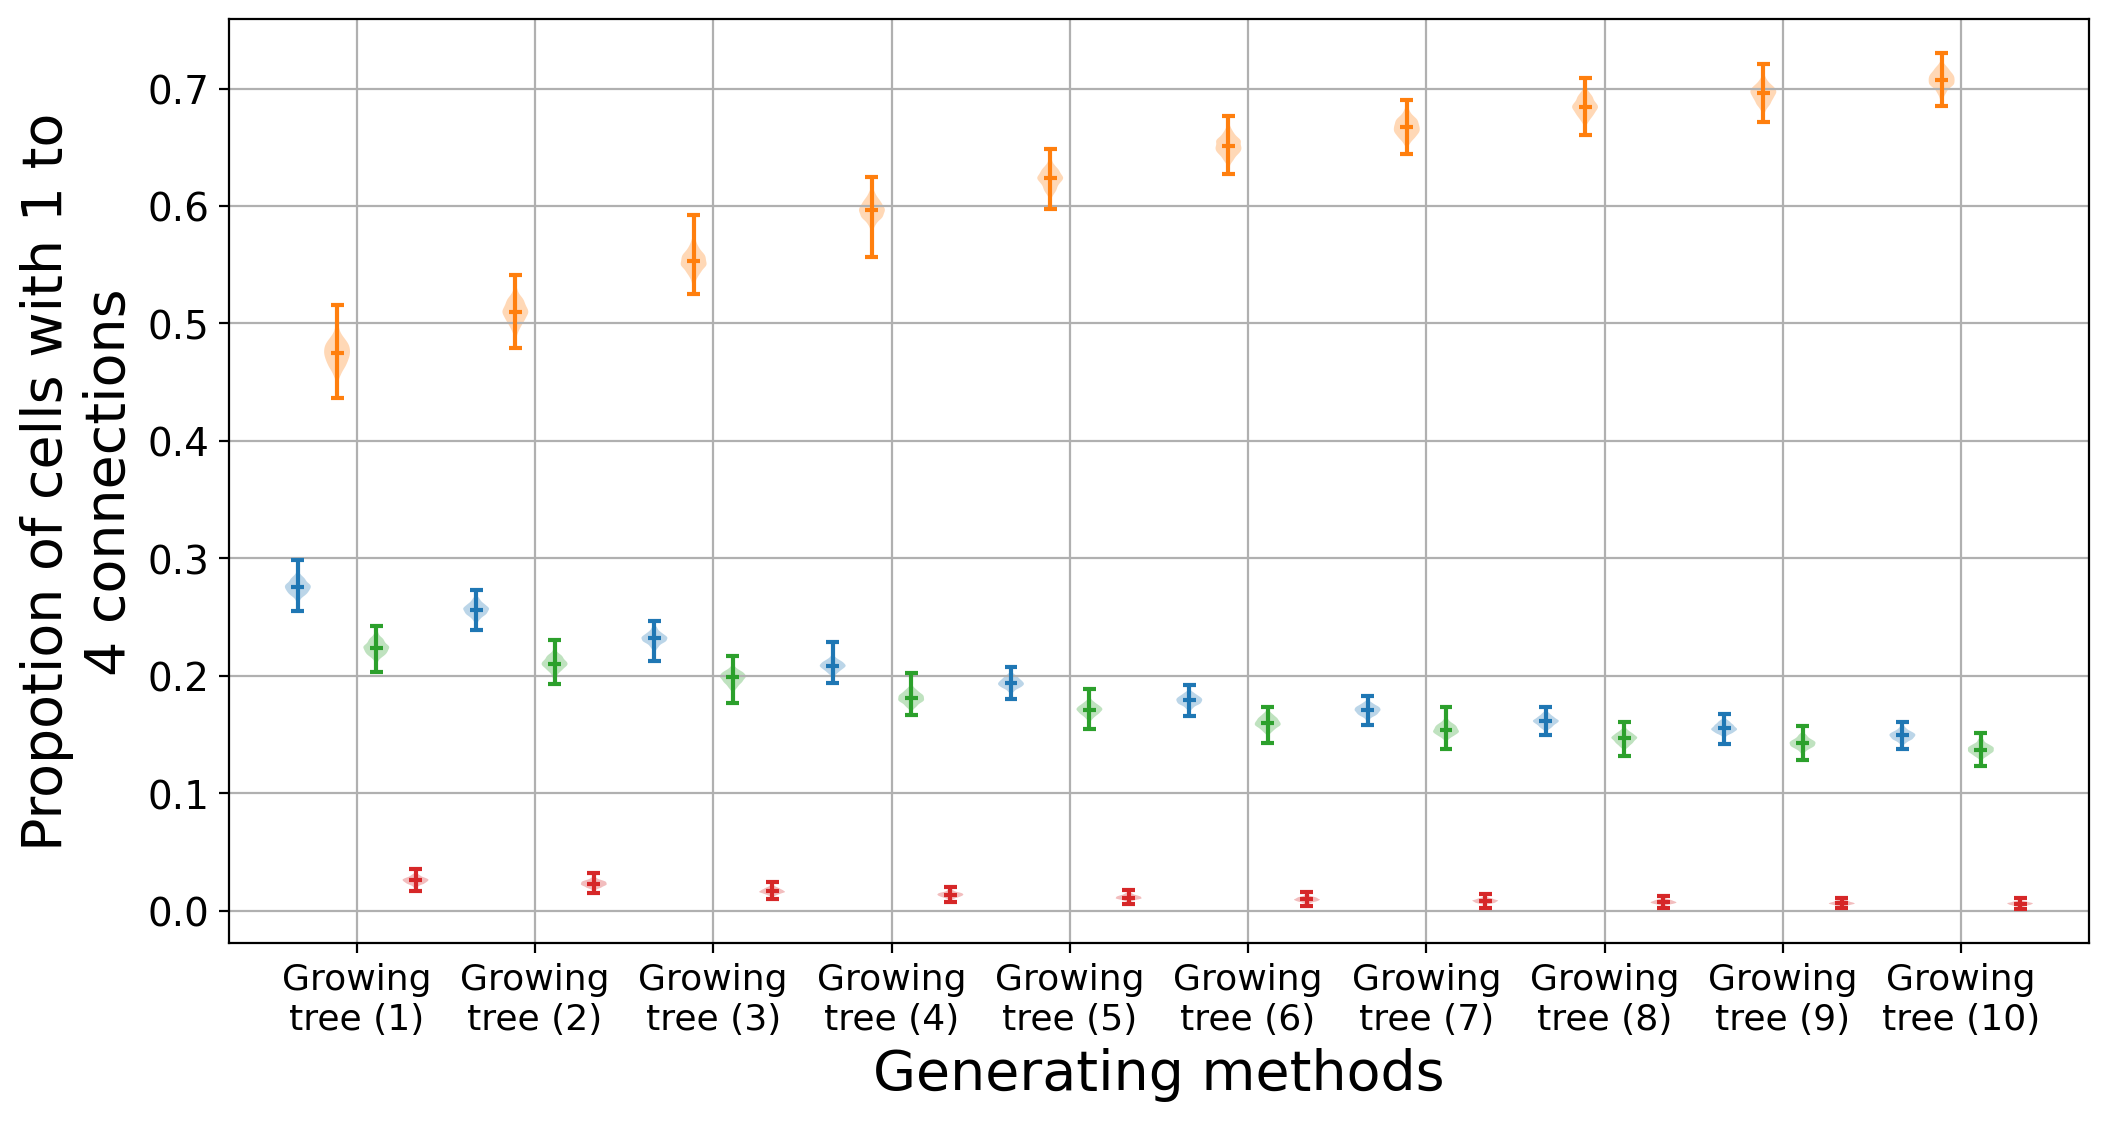 Propotion of cells with 1 to
4 connections
0.7
0.6
0.5
0.4
0.3
0.2
0.1
0.0
Growing
tree (1)
Growing
tree (2)
Growing
tree (3)
Growing
tree (4)
Growing
tree (5)
Growing
tree (6)
Growing
tree (7)
Growing
tree (8)
Growing
tree (9)
Growing
tree (10)
Generating methods